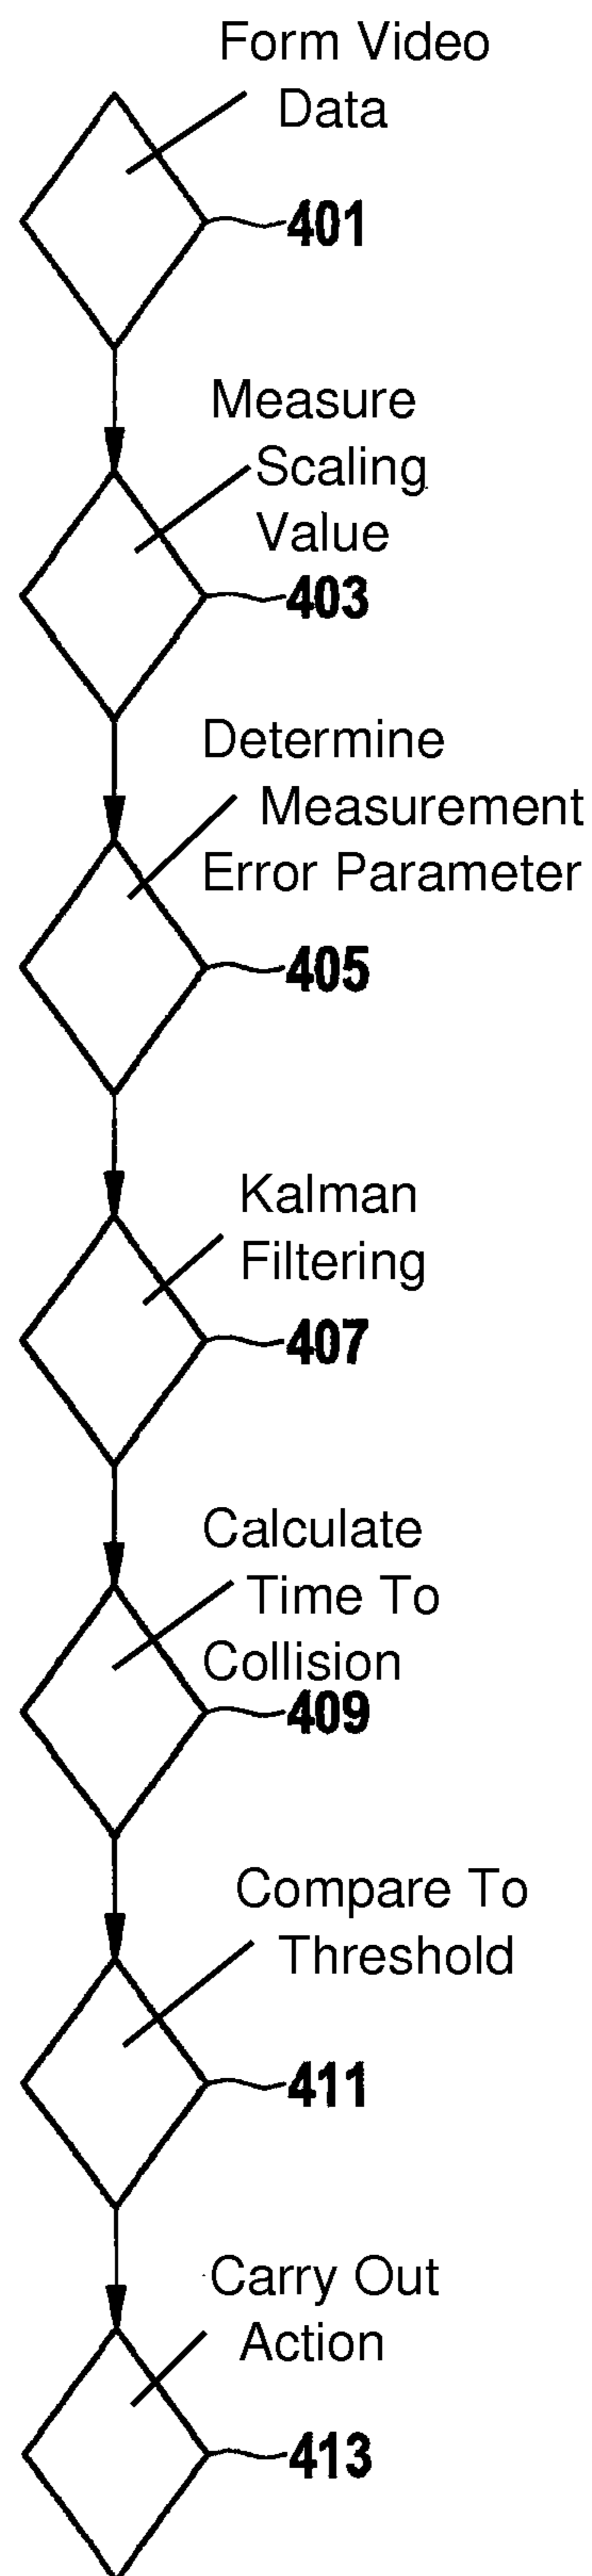 Form Video
Data
401
Measure
Scaling
Value
403
Determine
Measurement
Error Parameter
405
Kalman
Filtering
407
Calculate
Time To
Collision
409
Compare To
Threshold
411
Carry Out
Action
413